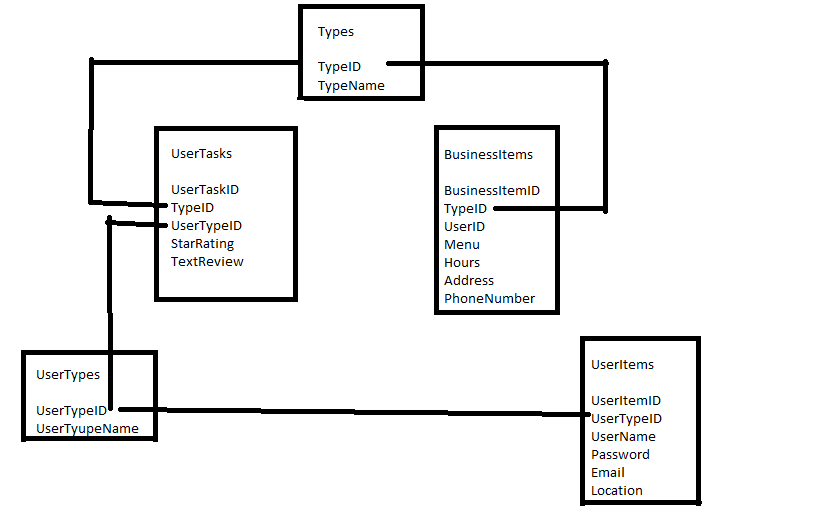 Types
TypeID
TypeName
UserTasks
UserTaskID
TypeID
UserTypeID
StarRating
TextReview
BusinessItems
BusinessItemID
TypeID
UserID
Menu
Hours
Address
PhoneNumber
UserTypes
UserTypeID
UserTyupeName
UserItems
UserItemID
UserTypeID
UserName
Password
Email
Location